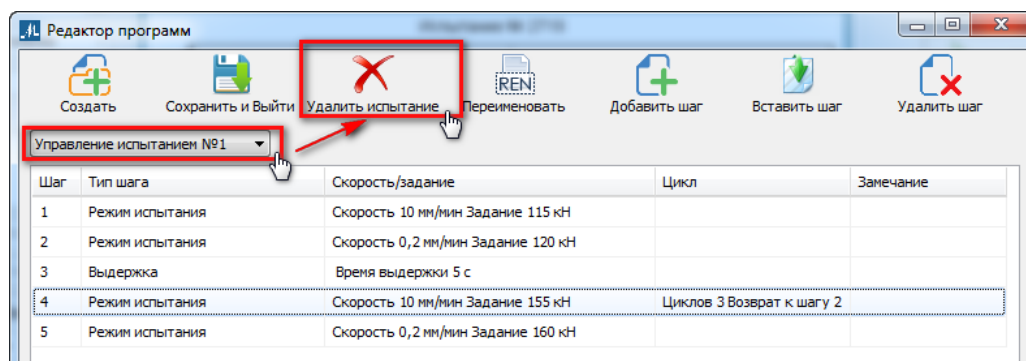 Редактор программ
Испытание № 2710
Создать Сохранить и Выйти Удалить испытание Переименовать Добавить шаг Вставить шаг Удалить шаг
REN
Управление испытанием №1
Шаг Тип шага Скорость/задание Цикл Замечание
1 Режим испытания Скорость 10 мм/мин Задание 115 кН
2 Режим испытания Скорость 0,2 мм/мин Задание 120 кН
3 Выдержка Время выдержки 5 с
4 Режим испытания Скорость 10 мм/мин Задание 155 кН Циклов 3 Возврат к шагу 2
5 Режим испытания Скорость 0,2 мм/мин Задание 160 кН